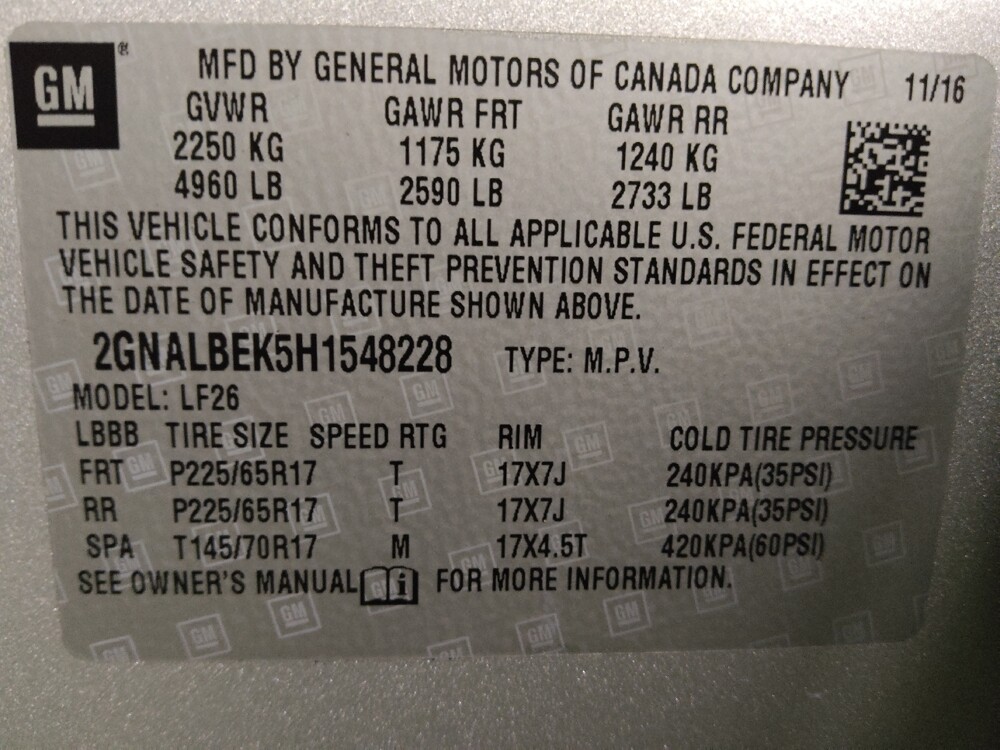 GM ®
MFD BY GENERAL MOTORS OF CANADA COMPANY 11/16
GVWR GAWR FRT GAWR RR
2250 KG 1175 KG 1240 KG
4960 LB 2590 LB 2733 LB
THIS VEHICLE CONFORMS TO ALL APPLICABLE U.S. FEDERAL MOTOR
VEHICLE SAFETY AND THEFT PREVENTION STANDARDS IN EFFECT ON
THE DATE OF MANUFACTURE SHOWN ABOVE.
2GNALBEK5H1548228 TYPE: M.P.V.
MODEL: LF26
LBBB TIRE SIZE SPEED RTG RIM COLD TIRE PRESSURE
FRT P225/65R17 T 17X7J 240KPA(35PSI)
RR P225/65R17 T 17X7J 240KPA(35PSI)
SPA T145/70R17 M 17X4.5T 420KPA(60PSI)
SEE OWNER'S MANUAL i FOR MORE INFORMATION.